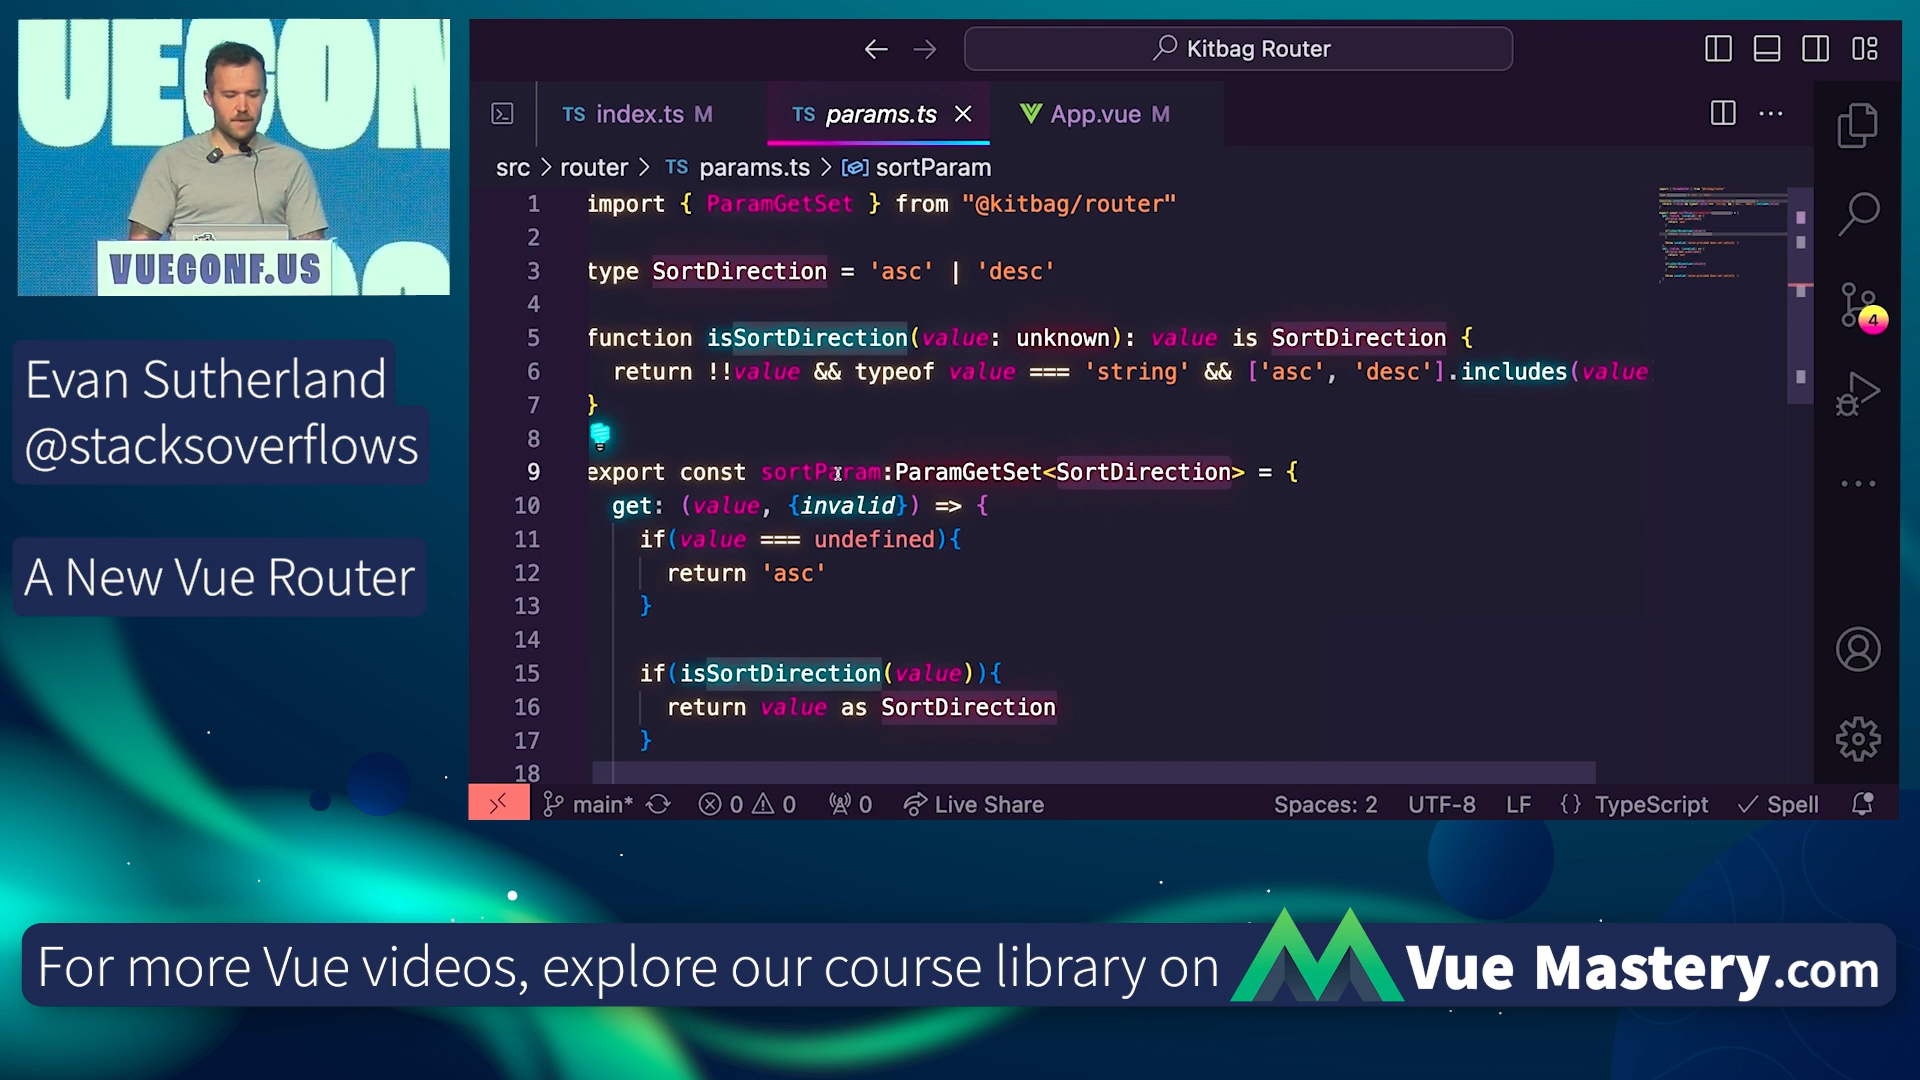 UECON
VUECONF.US
Evan Sutherland
@stacksoverflows
A New Vue Router
Kitbag Router
TS index.ts M
TS params.ts
App.vue M
src > router > TS params.ts > sortParam
1 import { ParamGetSet } from "@kitbag/router"
2
3 type SortDirection = 'asc' | 'desc'
4
5 function isSortDirection(value: unknown): value is SortDirection {
6 return !!value && typeof value === 'string' && ['asc', 'desc'].includes(value
7 }
8
9 export const sortParam:ParamGetSet<SortDirection> = {
10 get: (value, {invalid}) => {
11 if(value === undefined){
12 return 'asc'
13 }
14
15 if(isSortDirection(value)){
16 return value as SortDirection
17 }
18
4
main* 0 0 0 Live Share Spaces: 2 UTF-8 LF {} TypeScript Spell
For more Vue videos, explore our course library on Vue Mastery.com